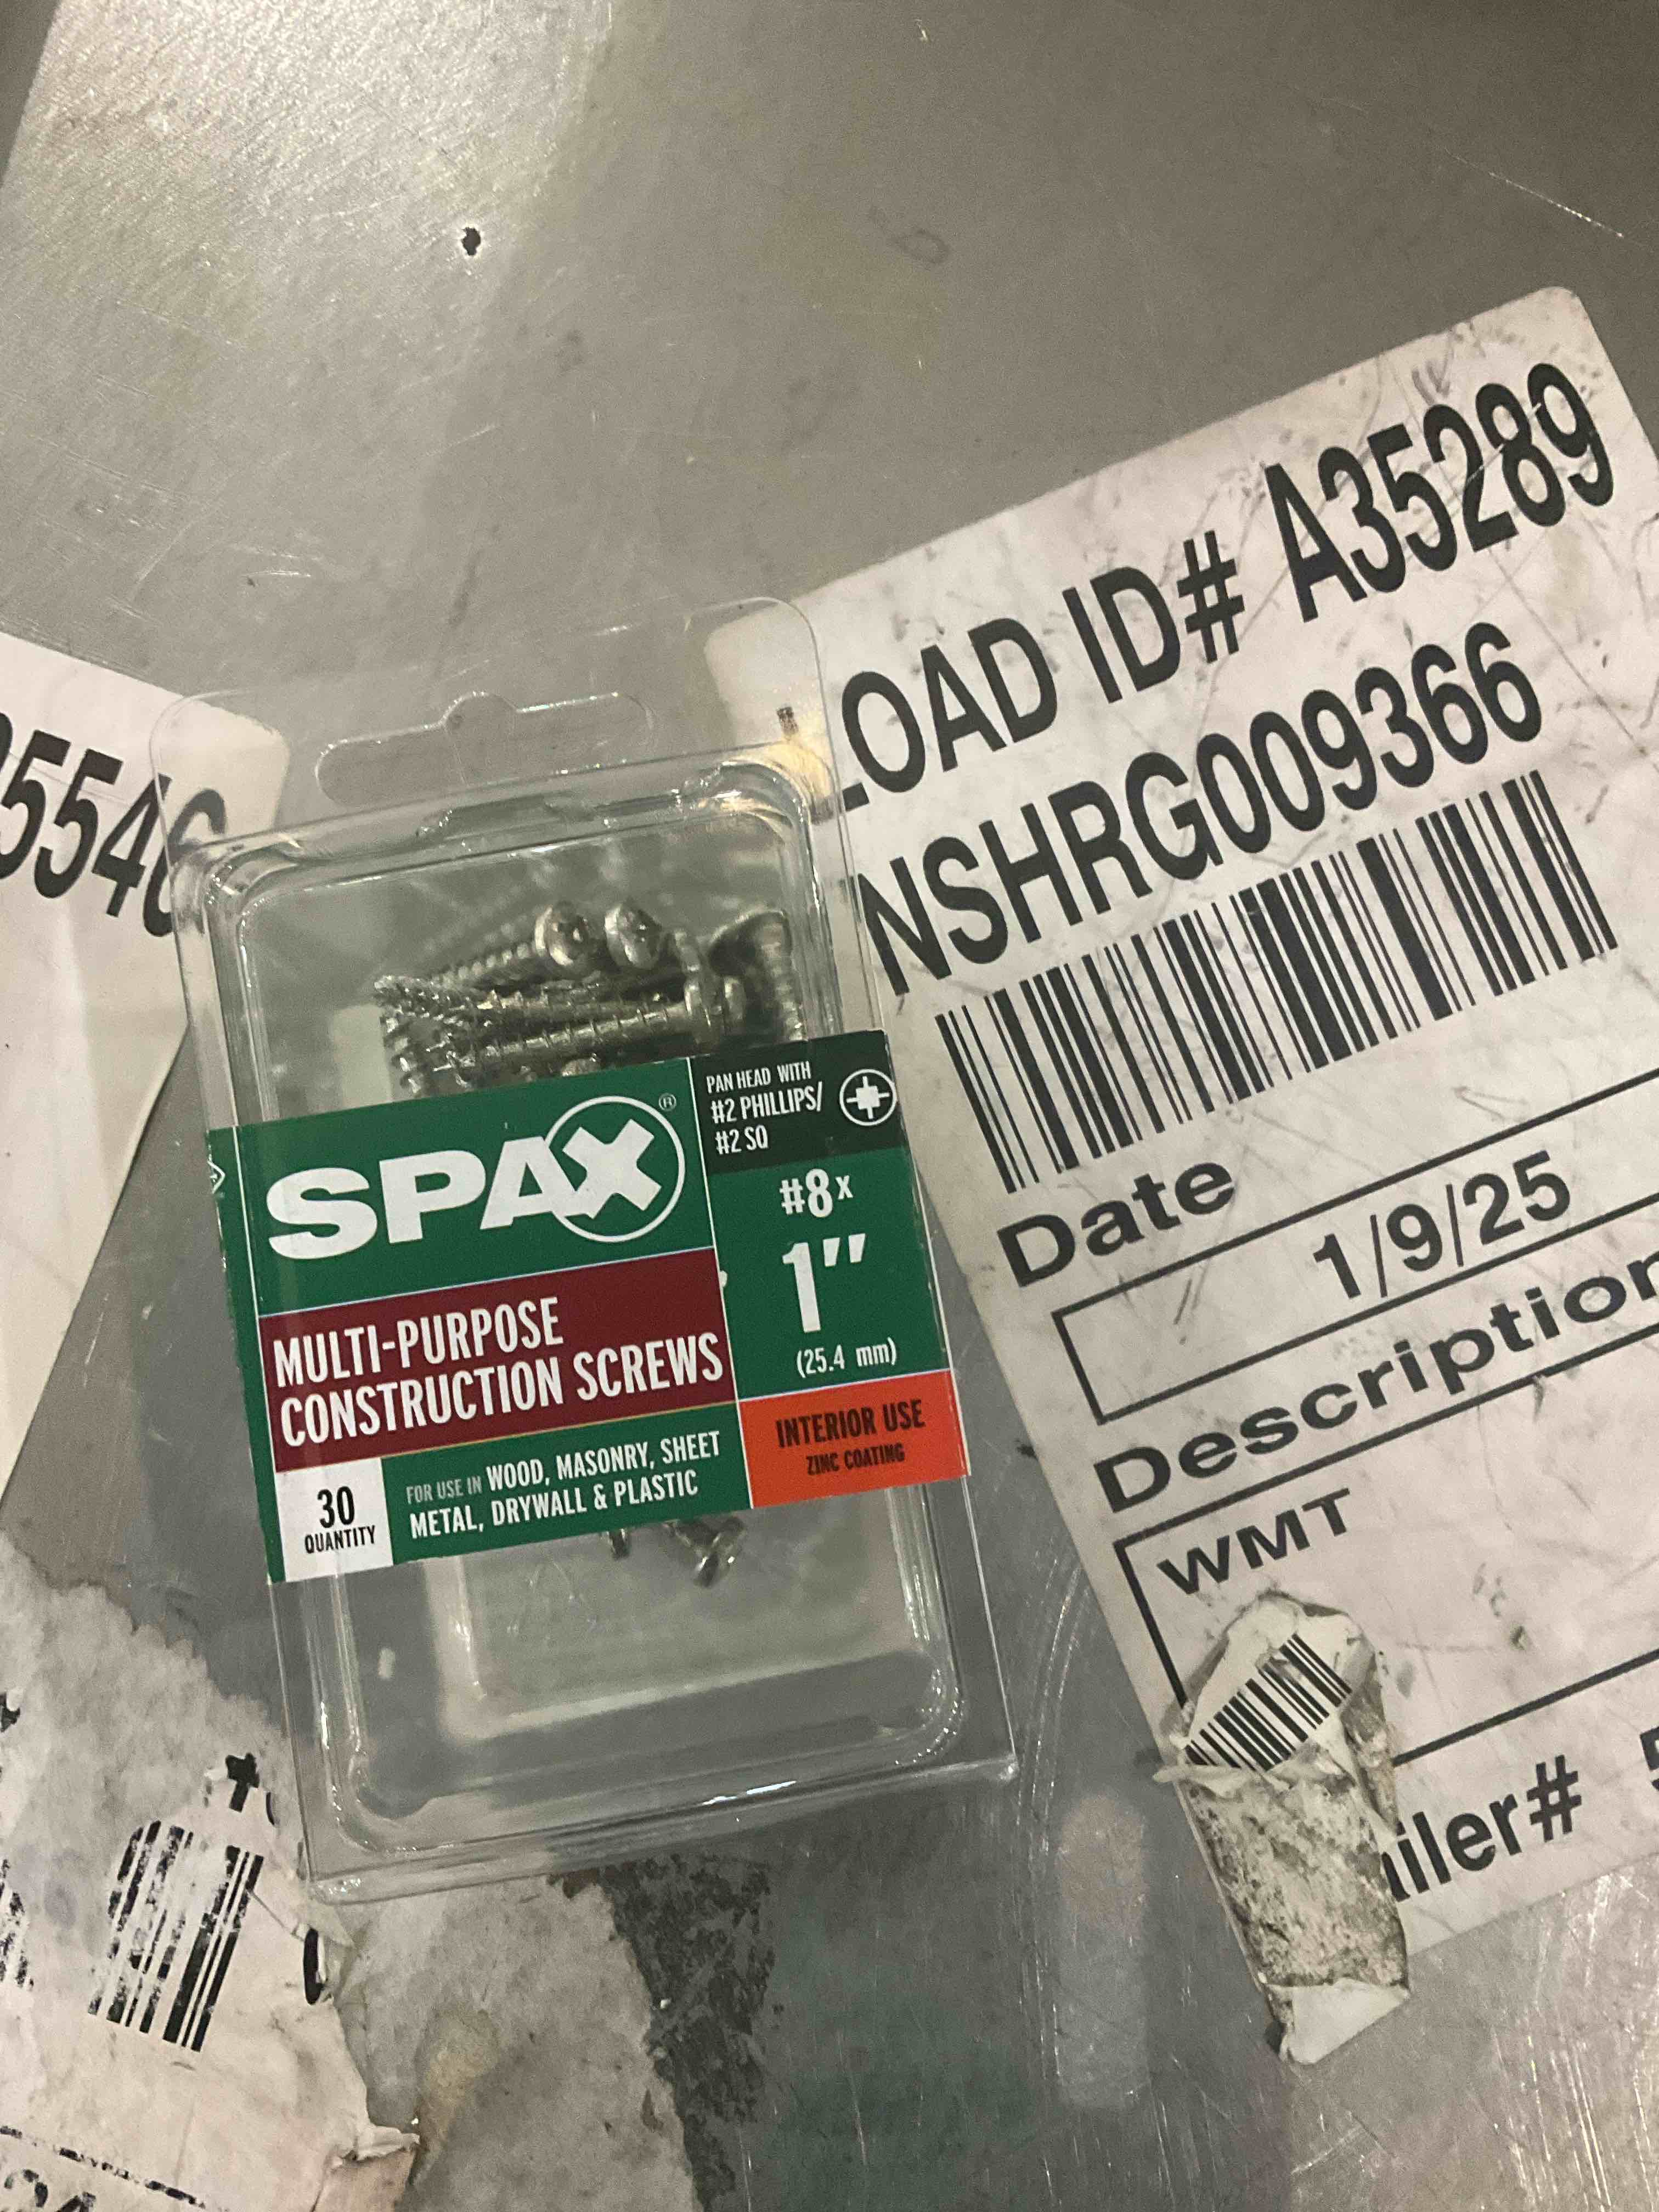 LOAD ID# A35289
NSHRG009366
Date
1/9/25
Description
WMT
5546
SPAX®
PAN HEAD WITH
#2 PHILLIPS/
#2 SQ
#8x
1"
(25.4 mm)
MULTI-PURPOSE
CONSTRUCTION SCREWS
INTERIOR USE
ZINC COATING
30
QUANTITY
FOR USE IN WOOD, MASONRY, SHEET
METAL, DRYWALL & PLASTIC
iler# 5